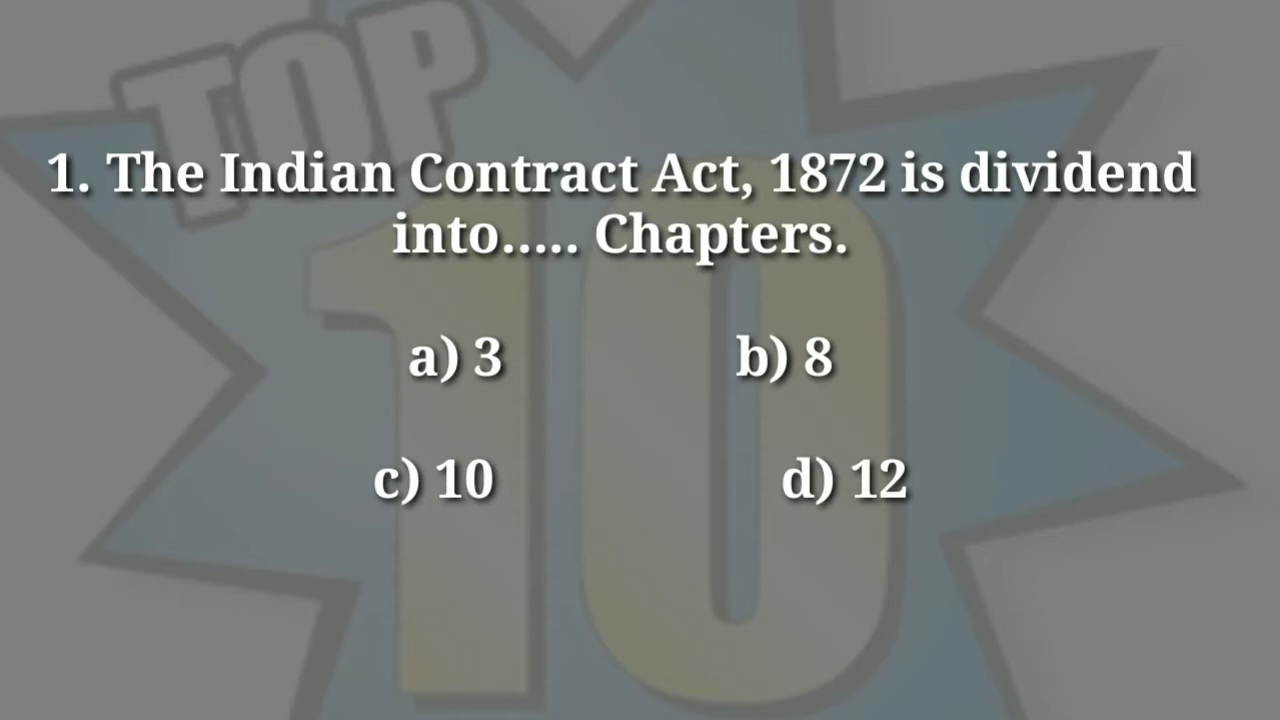 TOP
10
1. The Indian Contract Act, 1872 is dividend
into..... Chapters.
a) 3 b) 8
c) 10 d) 12